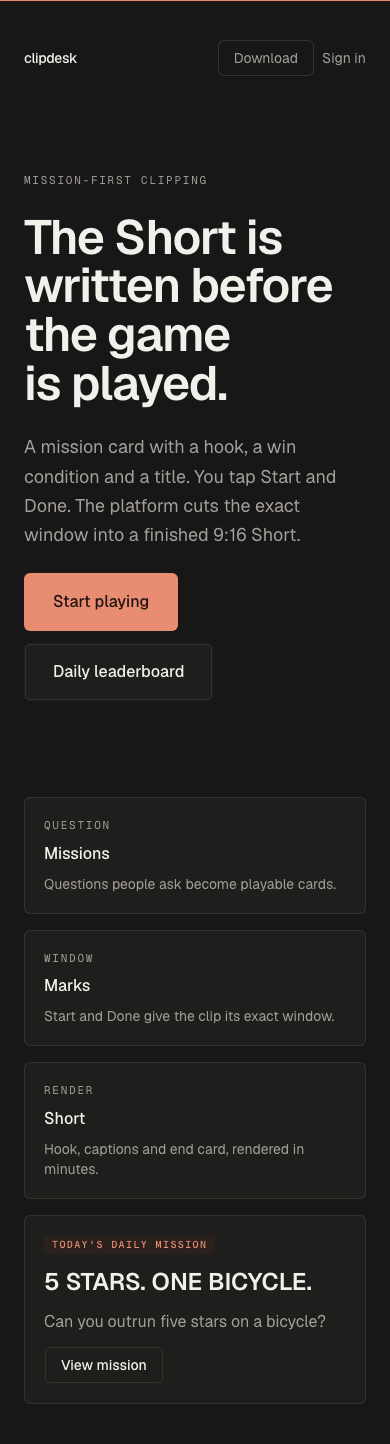 clipdesk
Download
Sign in
MISSION-FIRST CLIPPING
The Short is
written before
the game
is played.
A mission card with a hook, a win
condition and a title. You tap Start and
Done. The platform cuts the exact
window into a finished 9:16 Short.
Start playing
Daily leaderboard
QUESTION
Missions
Questions people ask become playable cards.
WINDOW
Marks
Start and Done give the clip its exact window.
RENDER
Short
Hook, captions and end card, rendered in
minutes.
TODAY'S DAILY MISSION
5 STARS. ONE BICYCLE.
Can you outrun five stars on a bicycle?
View mission